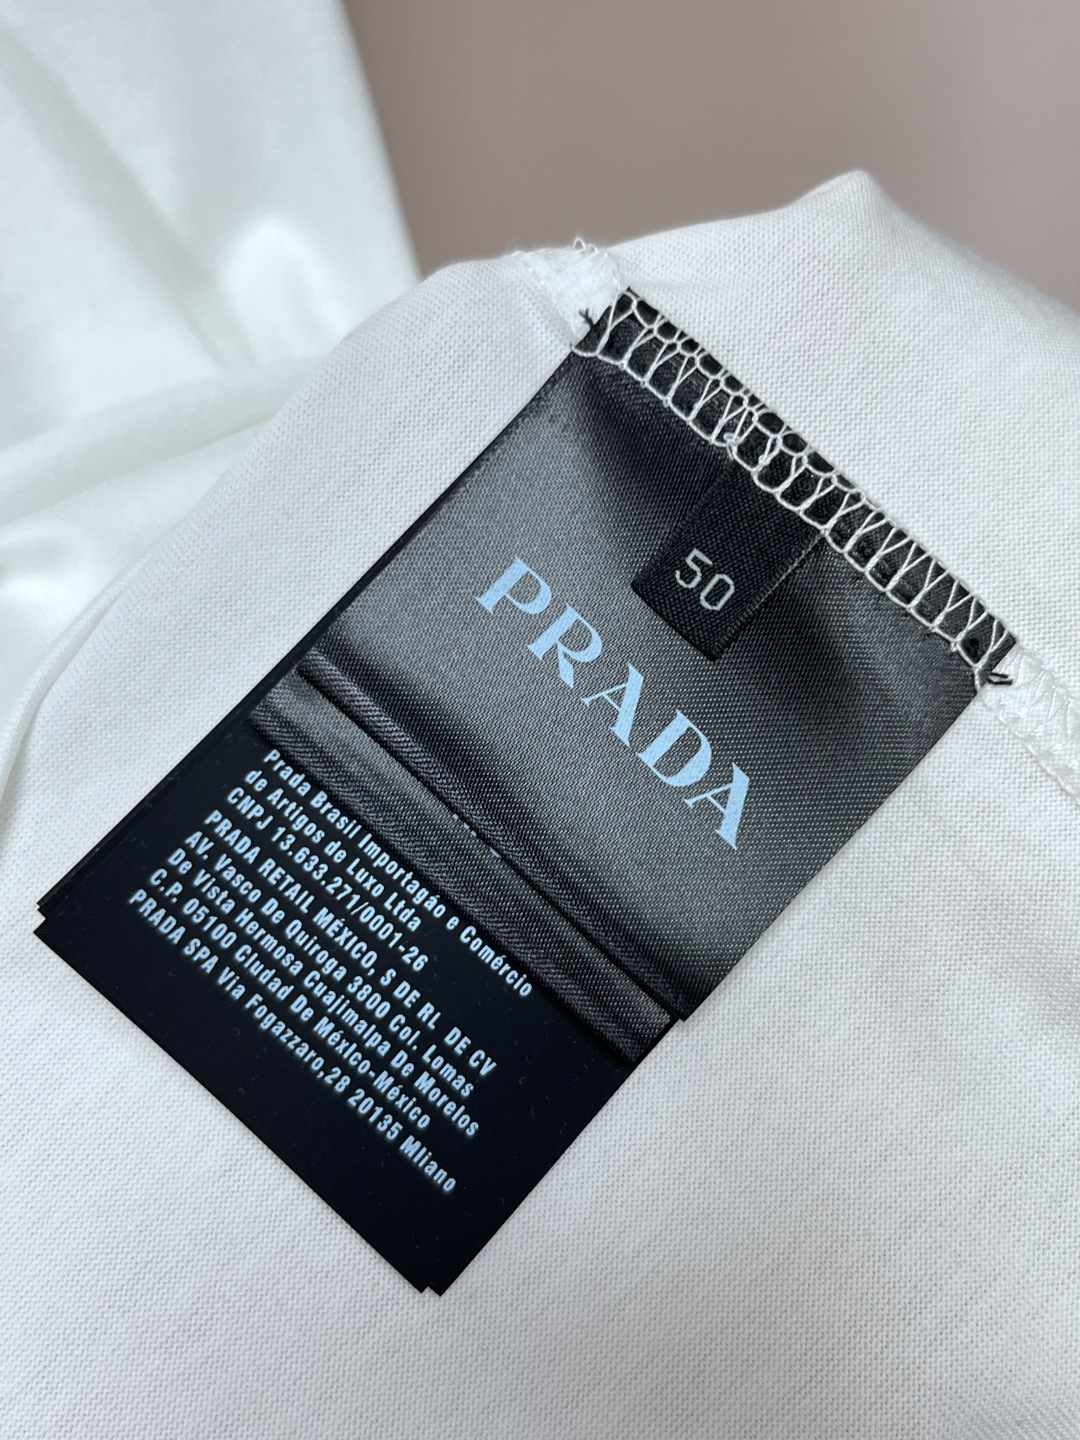 50
PRADA
Prada Brasil Importagão e Comércio
de Artigos de Luxo Ltda
CNPJ 13.633.271/0001-26
PRADA RETAIL MÉXICO, S DE RL DE CV
AV. Vasco De Quiroga 3800 Col. Lomas
De Vista Hermosa Cuajimalpa De Morelos
C.P. 05100 Ciudad De México-México
PRADA SPA Via Fogazzaro,28 20135 Mliano